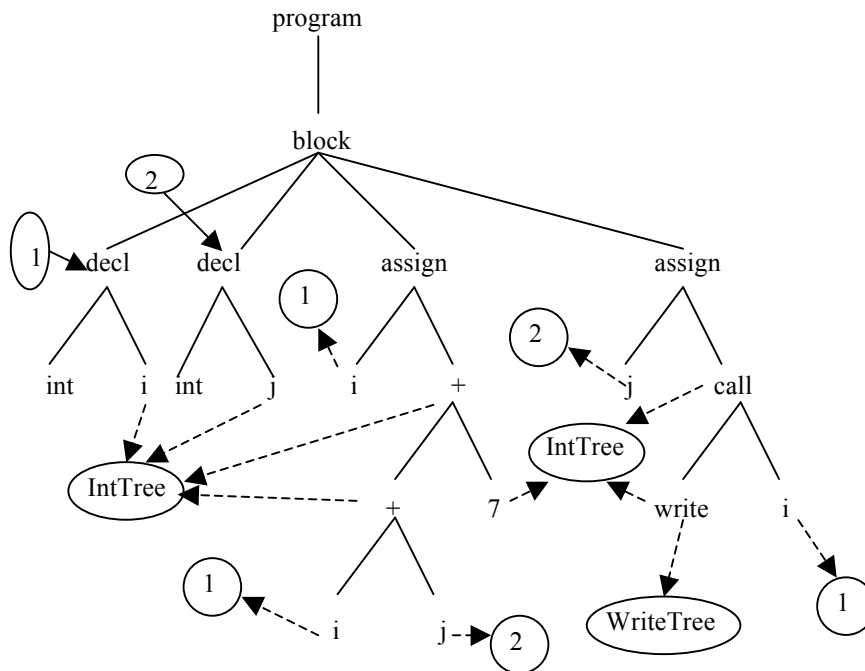 program
block
2
1
decl decl assign assign
1
2
int i int j i + j call
IntTree
IntTree
+ 7 write i
1
1
i j 2 WriteTree